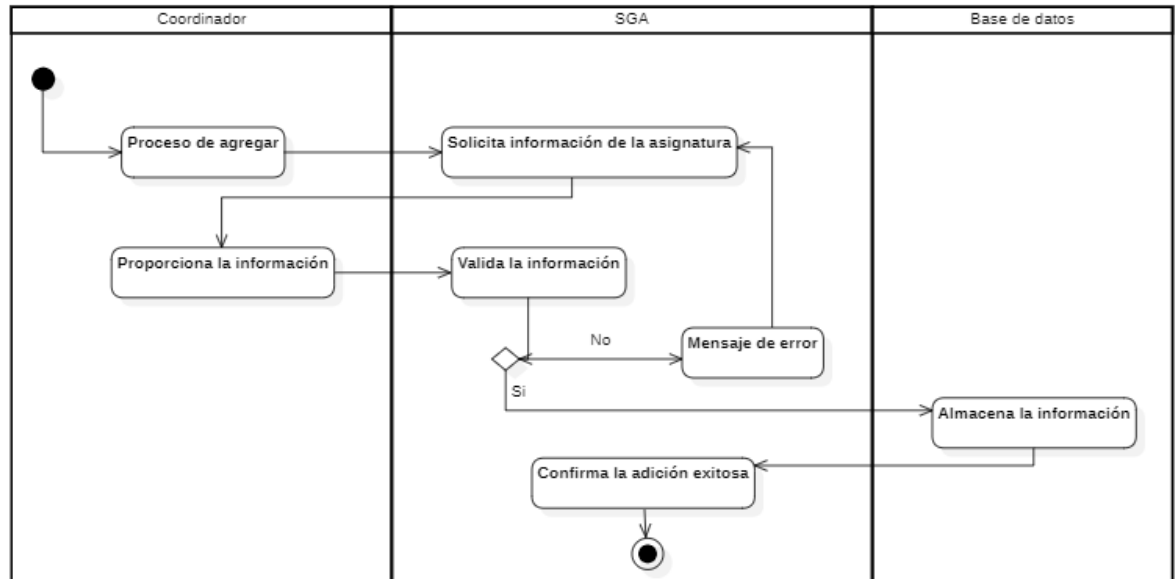 Coordinador
SGA
Base de datos
Proceso de agregar
Solicita información de la asignatura
Proporciona la información
Valida la información
No
Mensaje de error
Si
Almacena la información
Confirma la adición exitosa